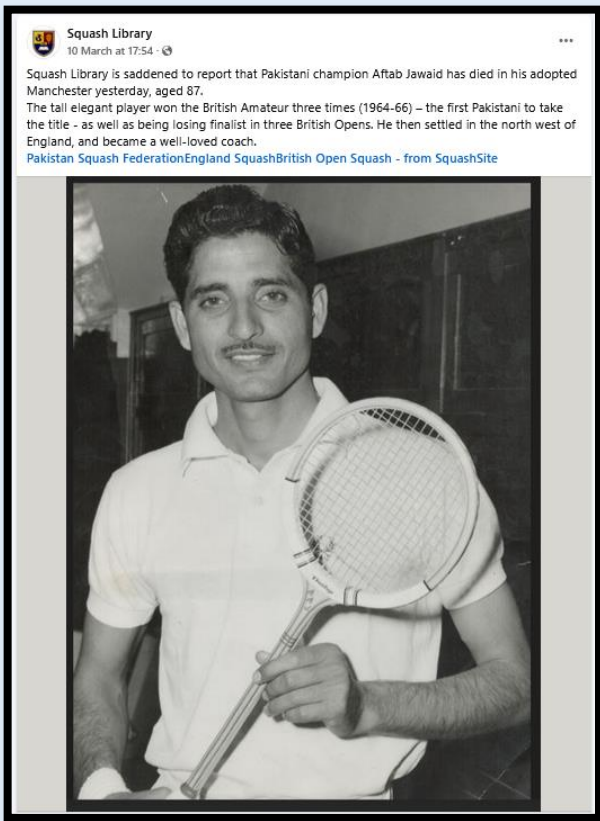 Squash Library
10 March at 17:54 ·
Squash Library is saddened to report that Pakistani champion Aftab Jawaid has died in his adopted
Manchester yesterday, aged 87.
The tall elegant player won the British Amateur three times (1964-66) – the first Pakistani to take
the title - as well as being losing finalist in three British Opens. He then settled in the north west of
England, and became a well-loved coach.
Pakistan Squash FederationEngland SquashBritish Open Squash - from SquashSite